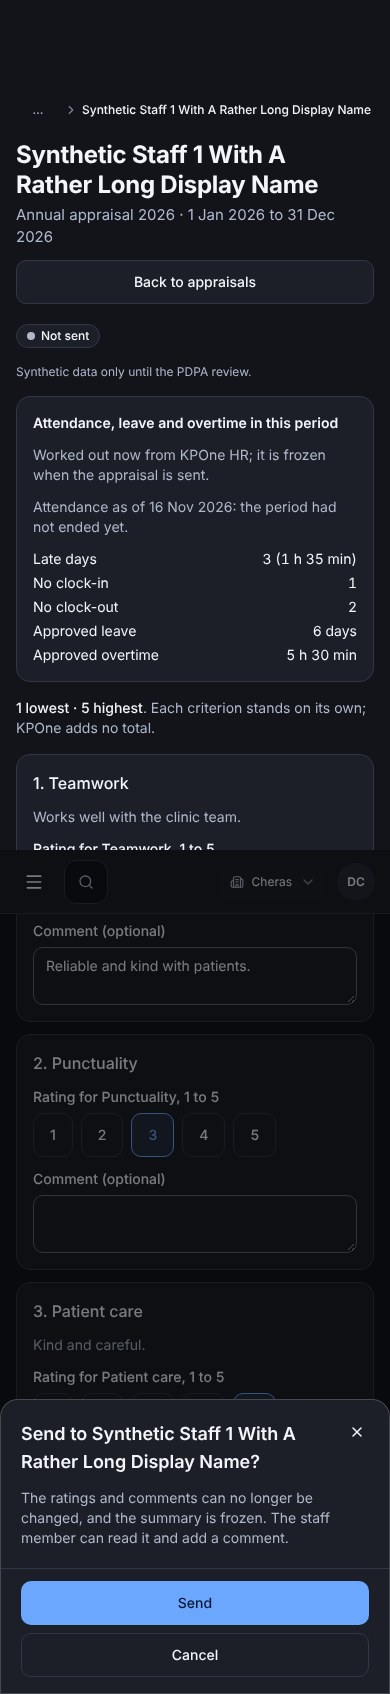 ... > Synthetic Staff 1 With A Rather Long Display Name
Synthetic Staff 1 With A
Rather Long Display Name
Annual appraisal 2026 · 1 Jan 2026 to 31 Dec
2026
Back to appraisals
Not sent
Synthetic data only until the PDPA review.
Attendance, leave and overtime in this period
Worked out now from KPOne HR; it is frozen
when the appraisal is sent.
Attendance as of 16 Nov 2026: the period had
not ended yet.
Late days 3 (1 h 35 min)
No clock-in 1
No clock-out 2
Approved leave 6 days
Approved overtime 5 h 30 min
1 lowest · 5 highest. Each criterion stands on its own;
KPOne adds no total.
1. Teamwork
Works well with the clinic team.
Rating for Teamwork, 1 to 5
Cheras DC
Comment (optional)
Reliable and kind with patients.
2. Punctuality
Rating for Punctuality, 1 to 5
1 2 3 4 5
Comment (optional)
3. Patient care
Kind and careful.
Rating for Patient care, 1 to 5
Send to Synthetic Staff 1 With A
Rather Long Display Name?
The ratings and comments can no longer be
changed, and the summary is frozen. The staff
member can read it and add a comment.
Send
Cancel